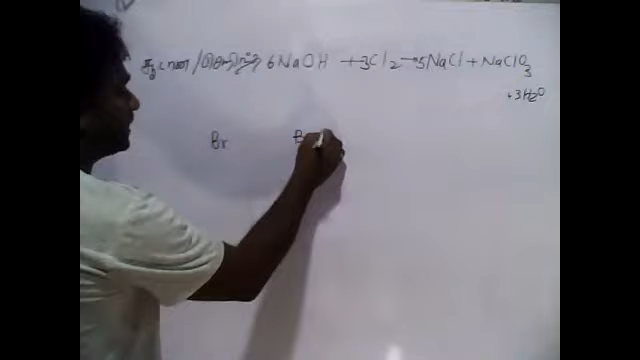 சூடான / செறிந்த 6NaOH + 3Cl₂ → 5NaCl + NaClO₃
+ 3H₂O
Br B